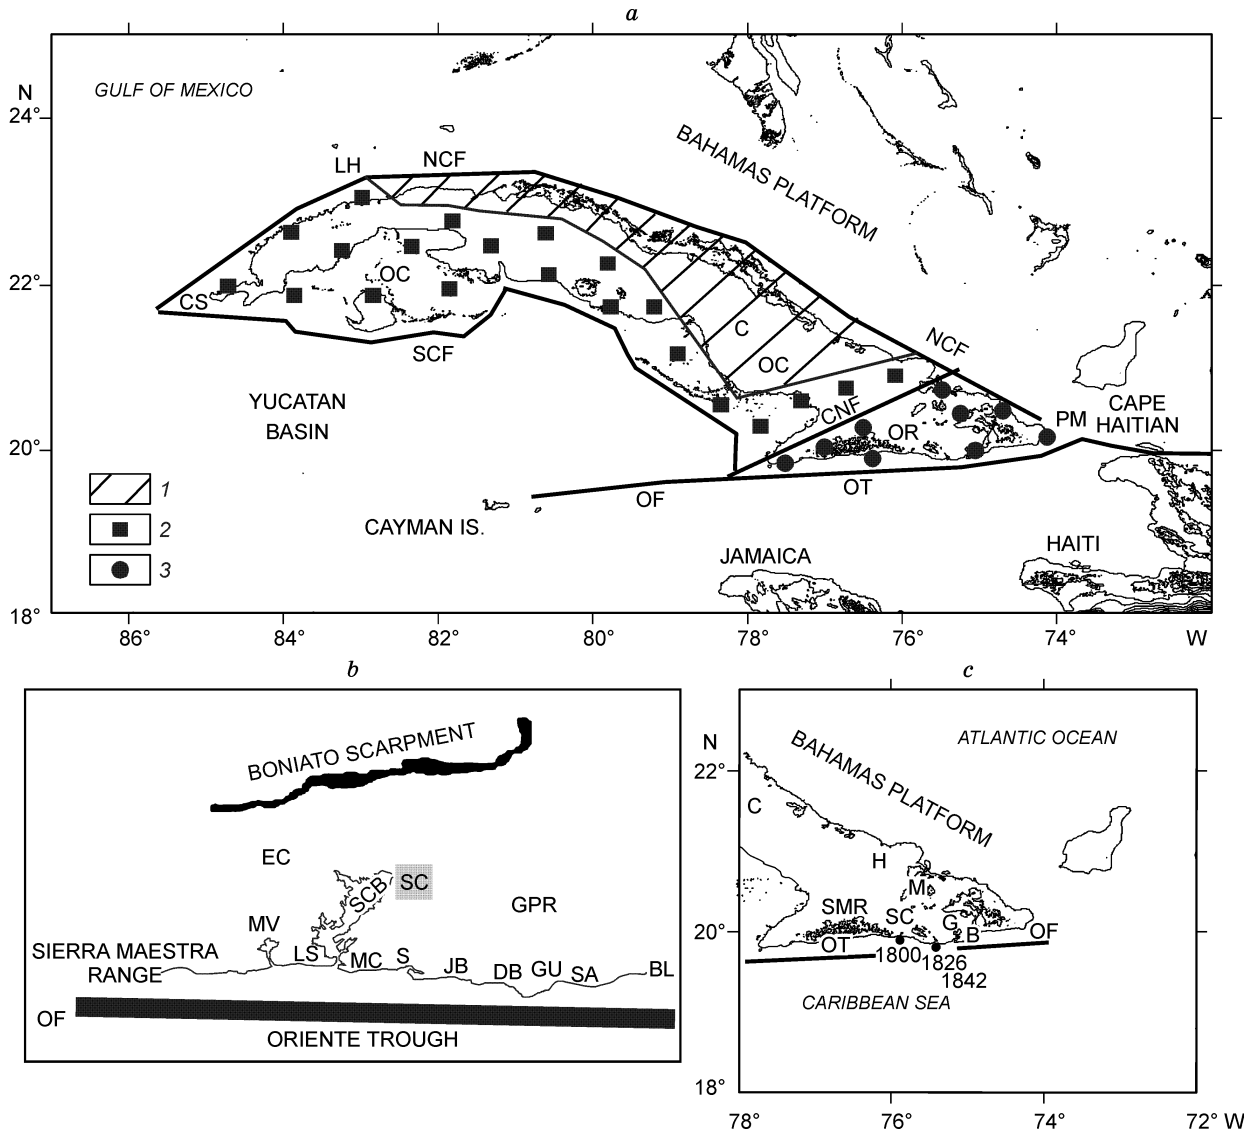 a
GULF OF MEXICO
N
24°
22°
20°
18°
LH
NCF
BAHAMAS PLATFORM
CS
OC
SCF
C
OC
NCF
CNF
OR
PM
CAPE
HAITIAN
YUCATAN
BASIN
OF
OT
CAYMAN IS.
JAMAICA
HAITI
1
2
3
86°
84°
82°
80°
78°
76°
74°
W
b
BONIATO SCARPMENT
EC
SCB
SC
GPR
MV
SIERRA MAESTRA
RANGE
LS
MC
S
JB
DB
GU
SA
BL
OF
ORIENTE TROUGH
c
N
22°
20°
18°
ATLANTIC OCEAN
BAHAMAS PLATFORM
C
H
M
SMR
SC
G
B
OF
OT
1800
1826
1842
CARIBBEAN SEA
78°
76°
74°
72° W